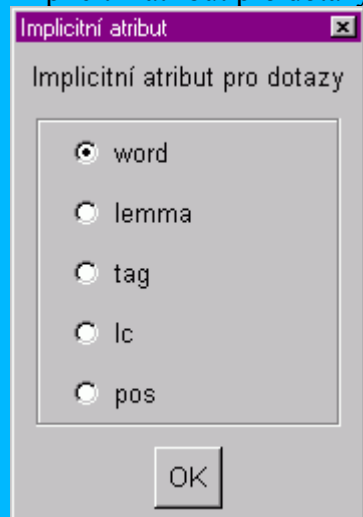 Implicitní atribut
Implicitní atribut pro dotazy
word
lemma
tag
lc
pos
OK